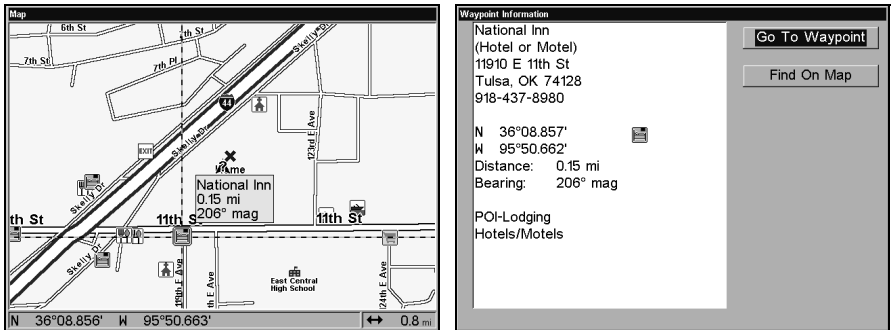 Map
6th St
7th St
7th St
7th Pl
Skelly Dr
44
Skelly Dr
123rd E Ave
EXIT
Name
National Inn
0.15 mi
206° mag
Skelly Dr
th St
11th S
11th St
Skelly Dr
119th E Ave
th E Ave
East Central
High School
124th E Ave
N 36°08.856' W 95°50.663'
0.8 mi
Waypoint Information
National Inn
(Hotel or Motel)
11910 E 11th St
Tulsa, OK 74128
918-437-8980
N 36°08.857'
W 95°50.662'
Distance: 0.15 mi
Bearing: 206° mag
POI-Lodging
Hotels/Motels
Go To Waypoint
Find On Map